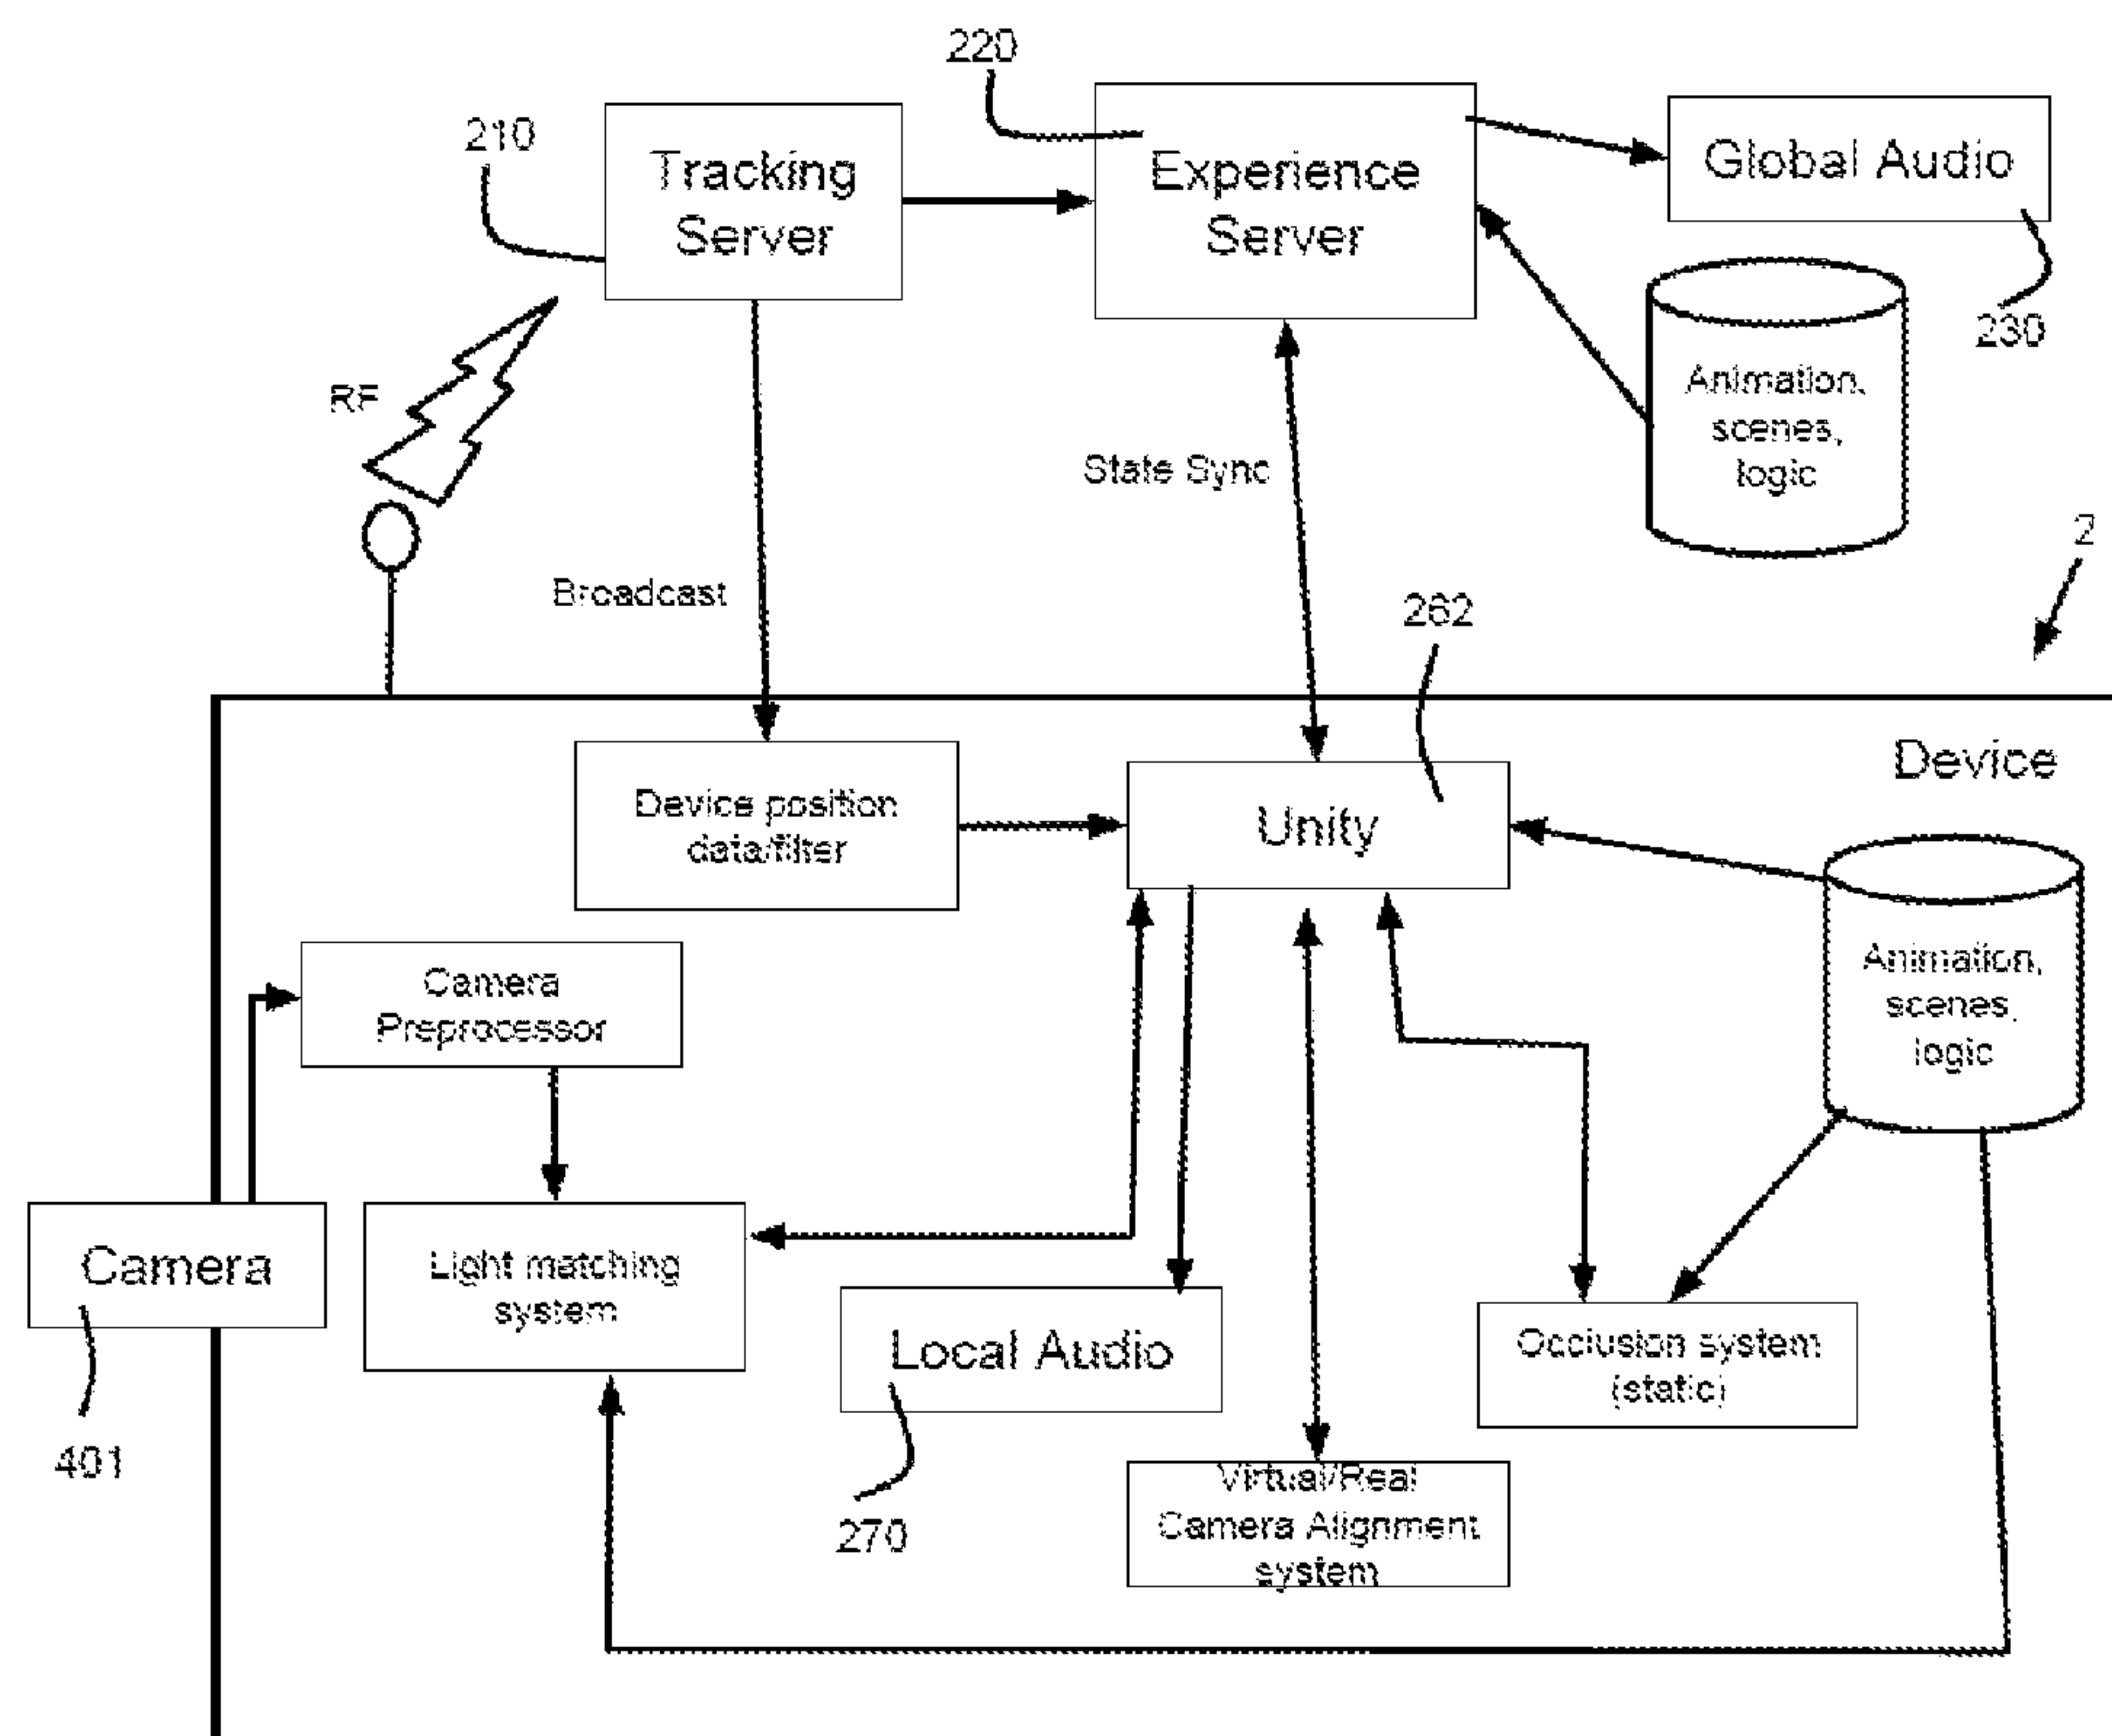 220
210
Tracking
Server
Experience
Server
Global Audio
230
RF
Animation,
scenes,
logic
State Sync
2
Broadcast
262
Device
Device position
data/filter
Unity
Animation,
scenes,
logic
Camera
Preprocessor
Camera
Light matching
system
Local Audio
Occlusion system
(static)
401
270
Virtual/Real
Camera Alignment
system